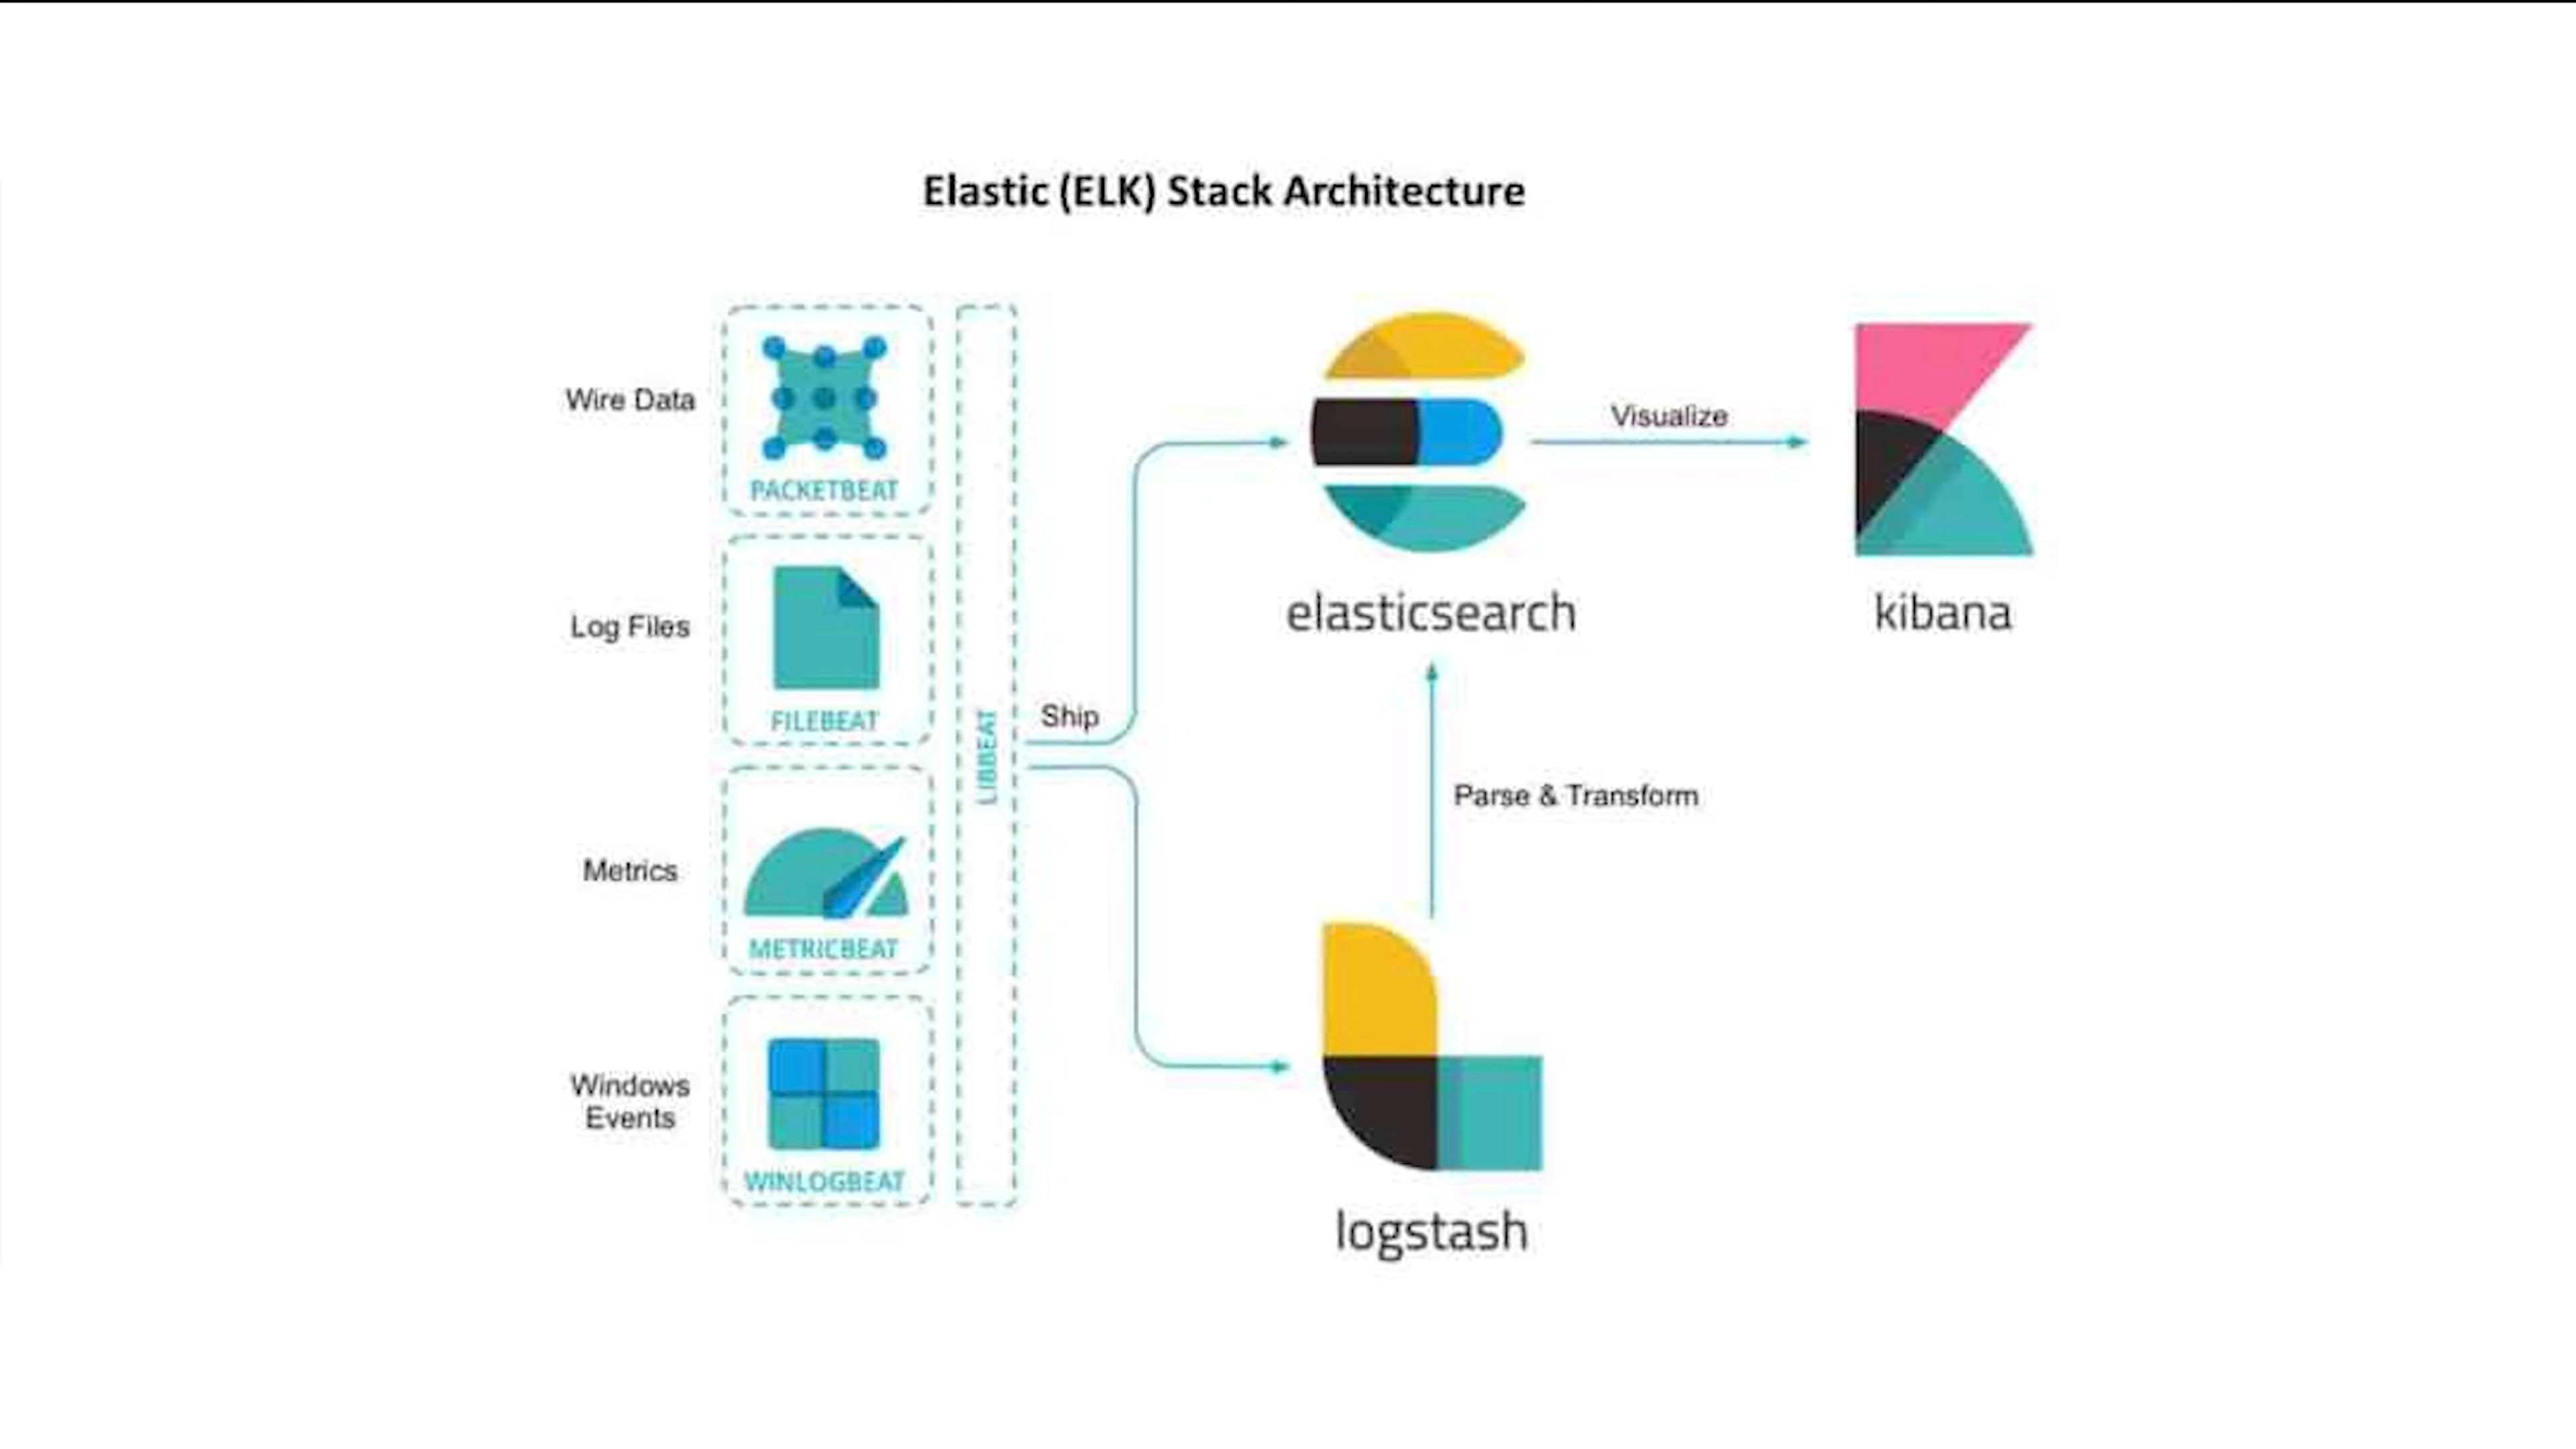 Elastic (ELK) Stack Architecture
Wire Data
PACKETBEAT
Log Files
FILEBEAT
Metrics
METRICBEAT
Windows
Events
WINLOGBEAT
LIBBEAT
Ship
elasticsearch
Visualize
kibana
Parse & Transform
logstash